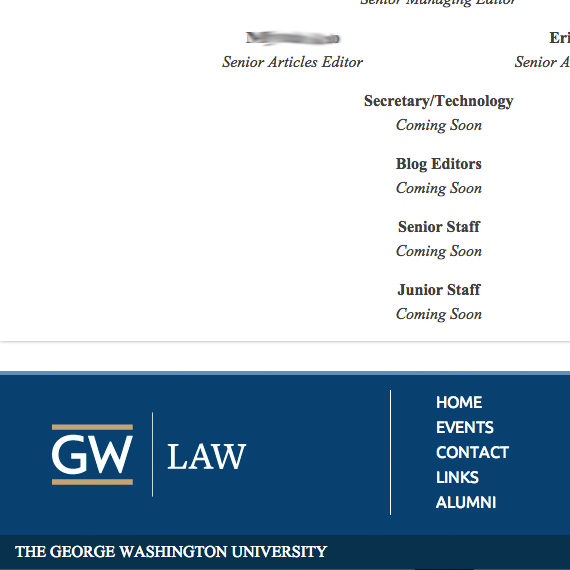 Senior Managing Editor
Eri
Senior Articles Editor Senior A
Secretary/Technology
Coming Soon
Blog Editors
Coming Soon
Senior Staff
Coming Soon
Junior Staff
Coming Soon
HOME
EVENTS
CONTACT
LINKS
ALUMNI
GW LAW
THE GEORGE WASHINGTON UNIVERSITY